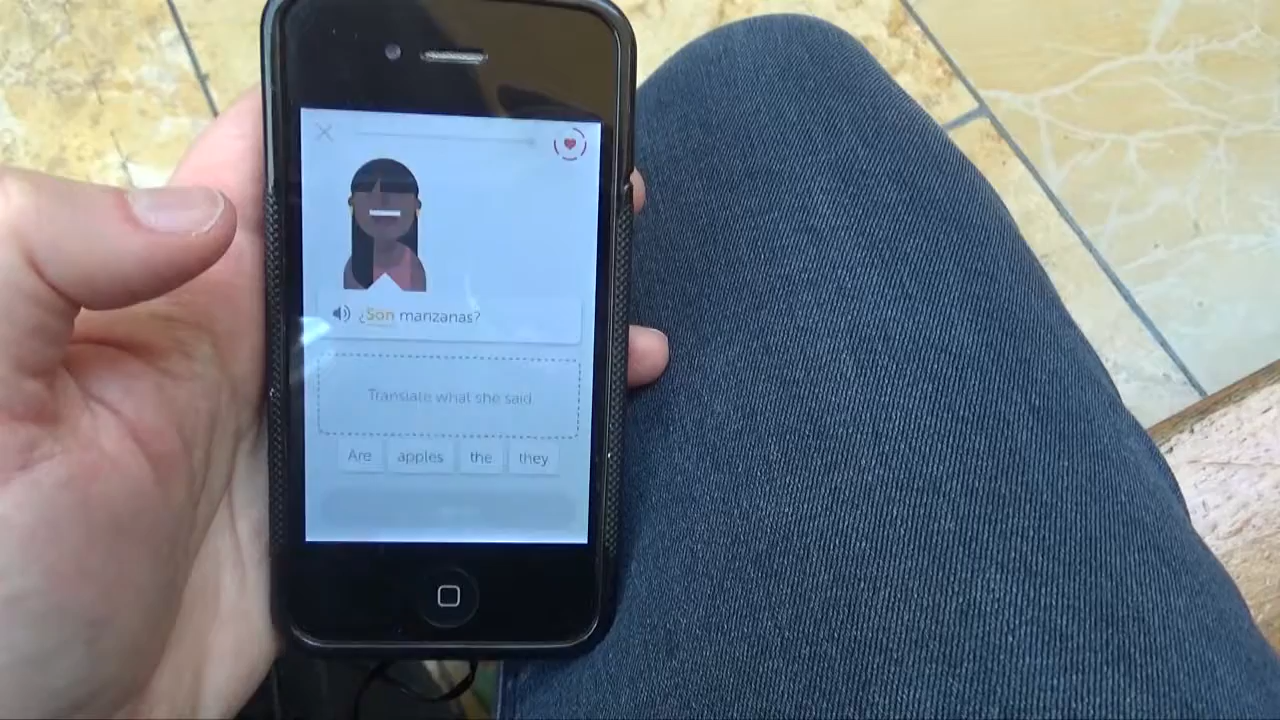 ¿Son manzanas?
Translate what she said
Are apples the they